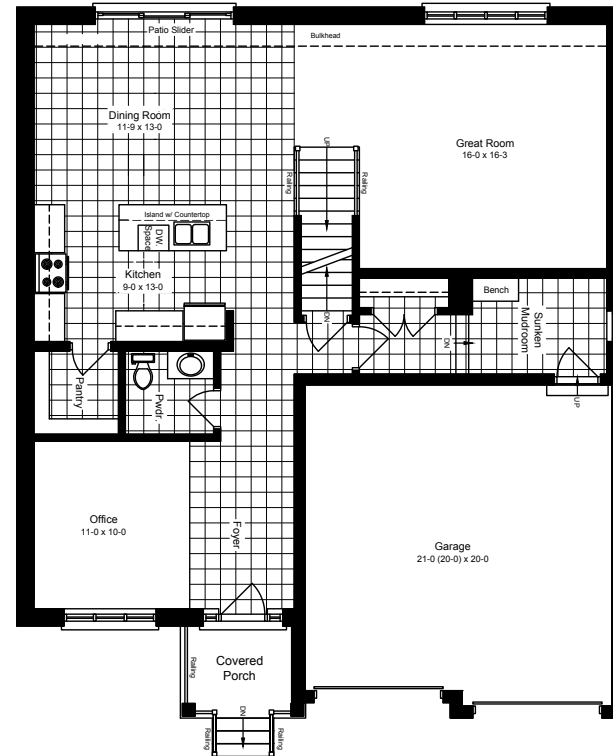 Patio Slider
Bulkhead
Dining Room
11-9 x 13-0
Great Room
16-0 x 16-3
UP
Railing
Railing
Island w/ Countertop
DW.
Space
Kitchen
9-0 x 13-0
Bench
Sunken
Mudroom
DN
DN
UP
Pantry
Pwdr.
Office
11-0 x 10-0
Foyer
Garage
21-0 (20-0) x 20-0
Covered
Porch
Railing
DN
Railing
Railing